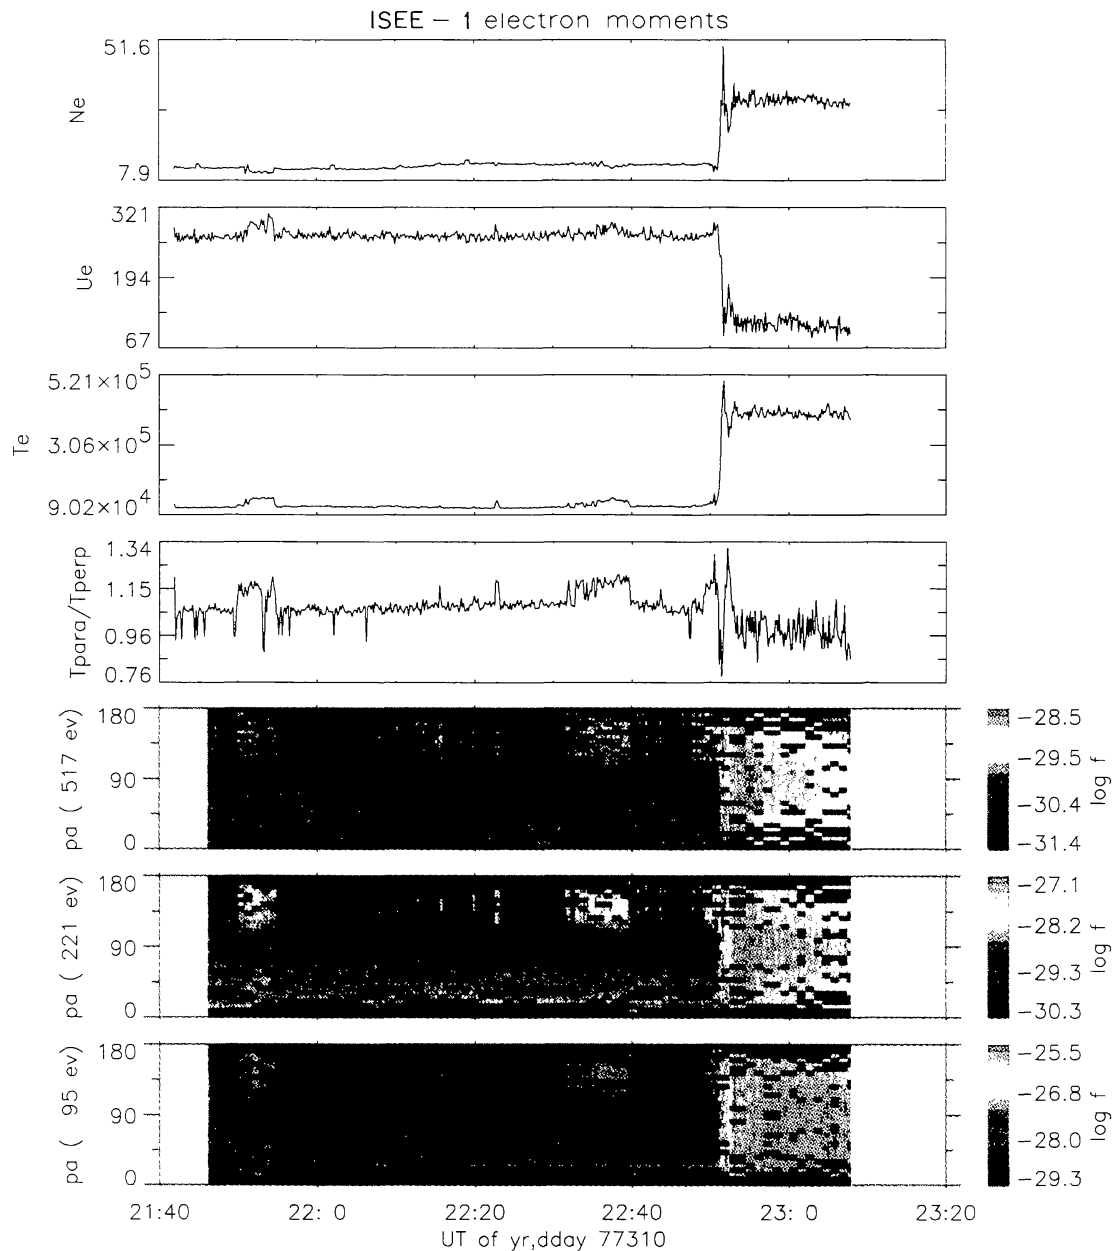 ISEE – 1 electron moments
51.6
Ne
7.9
321
Ue
194
67
5.21×10^5
Te
3.06×10^5
9.02×10^4
1.34
Tpara/Tperp
1.15
0.96
0.76
pa ( 517 ev)
180
90
0
−28.5
−29.5
−30.4
−31.4
log f
pa ( 221 ev)
180
90
0
−27.1
−28.2
−29.3
−30.3
log f
pa ( 95 ev)
180
90
0
−25.5
−26.8
−28.0
−29.3
log f
21:40 22: 0 22:20 22:40 23: 0 23:20
UT of yr,dday 77310